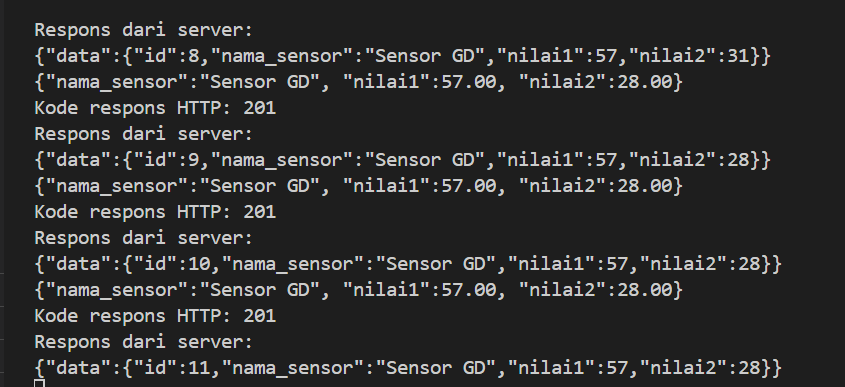 Respons dari server:
{"data":{"id":8,"nama_sensor":"Sensor GD","nilai1":57,"nilai2":31}}
{"nama_sensor":"Sensor GD", "nilai1":57.00, "nilai2":28.00}
Kode respons HTTP: 201
Respons dari server:
{"data":{"id":9,"nama_sensor":"Sensor GD","nilai1":57,"nilai2":28}}
{"nama_sensor":"Sensor GD", "nilai1":57.00, "nilai2":28.00}
Kode respons HTTP: 201
Respons dari server:
{"data":{"id":10,"nama_sensor":"Sensor GD","nilai1":57,"nilai2":28}}
{"nama_sensor":"Sensor GD", "nilai1":57.00, "nilai2":28.00}
Kode respons HTTP: 201
Respons dari server:
{"data":{"id":11,"nama_sensor":"Sensor GD","nilai1":57,"nilai2":28}}